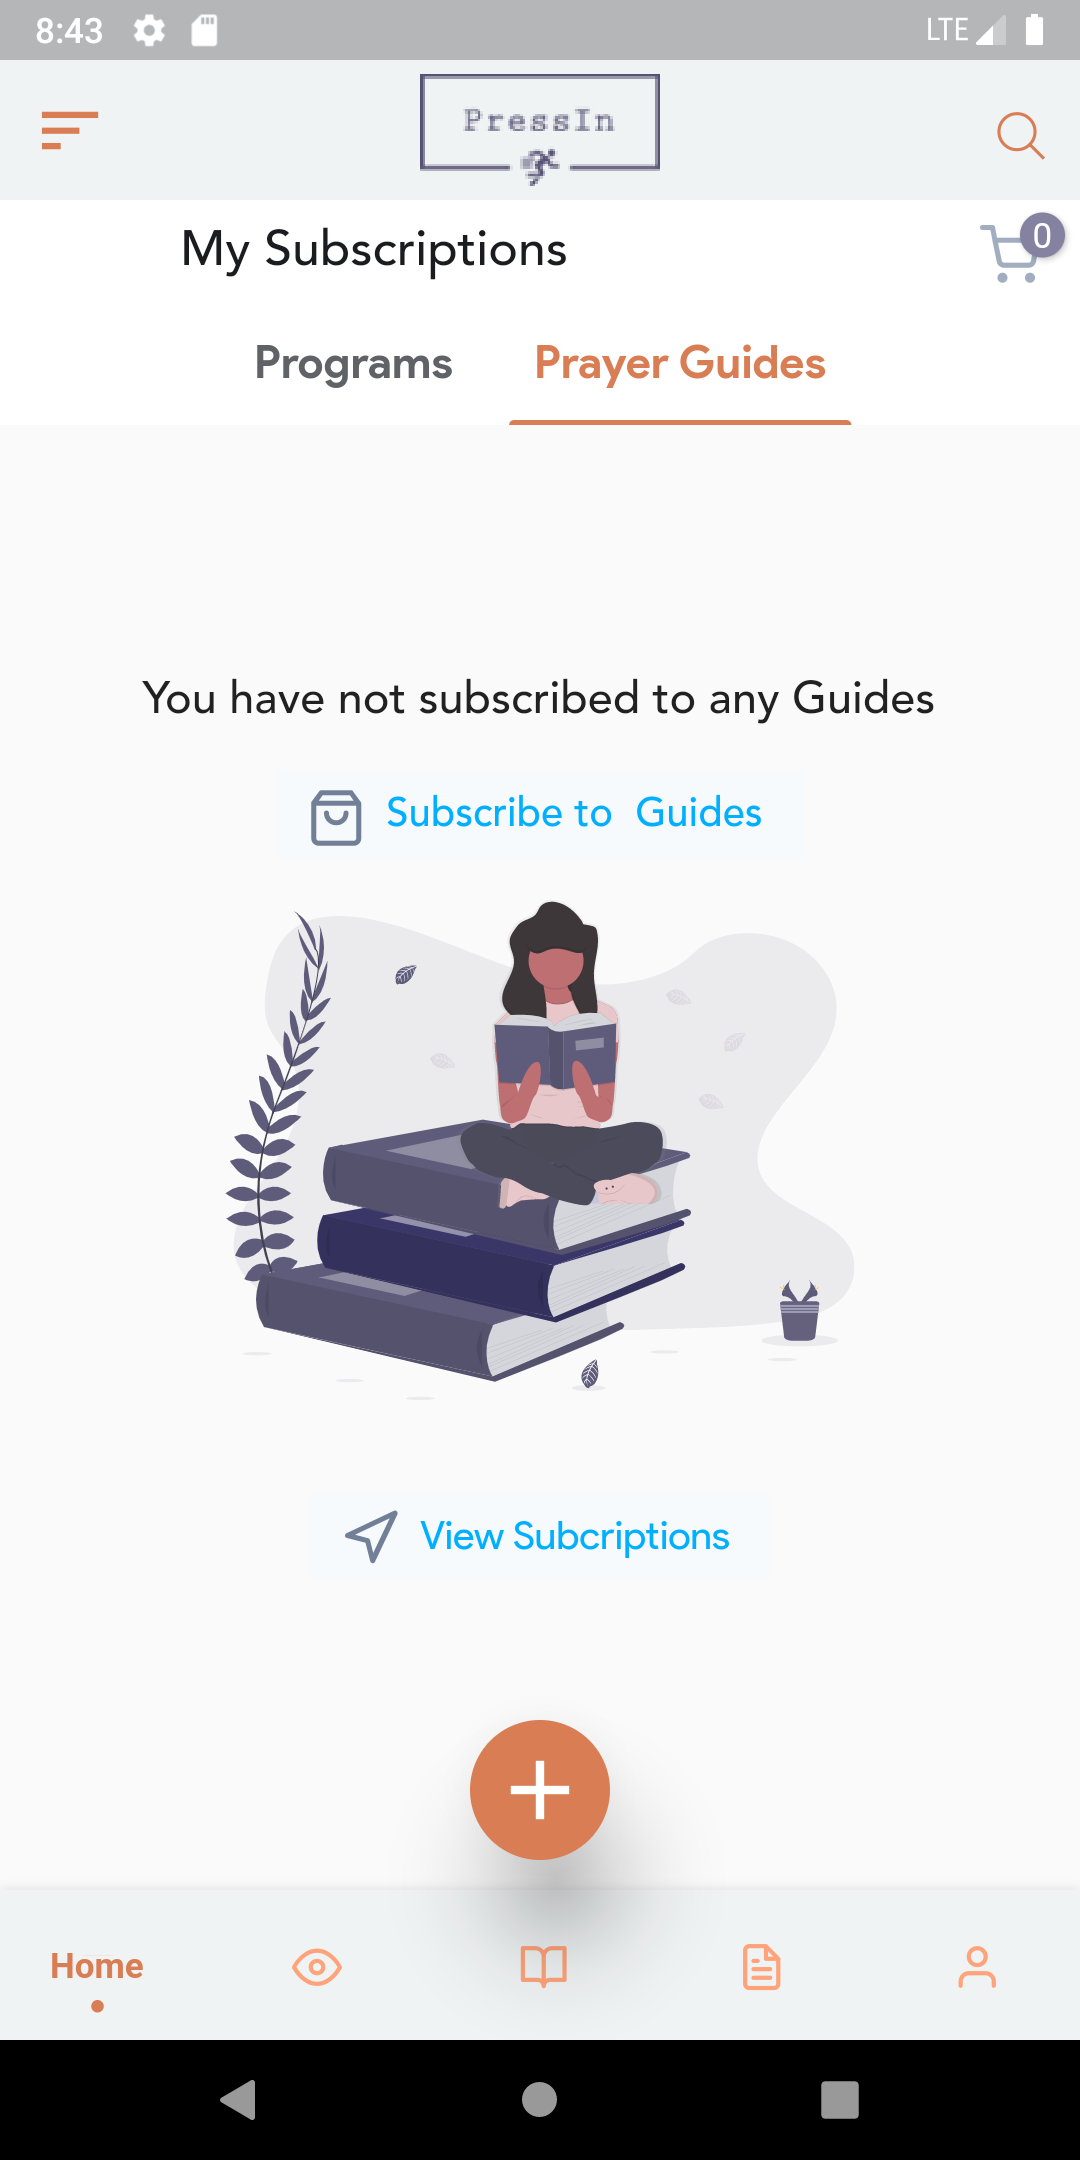 8:43 LTE
PressIn
My Subscriptions 0
Programs Prayer Guides
You have not subscribed to any Guides
Subscribe to Guides
View Subcriptions
Home